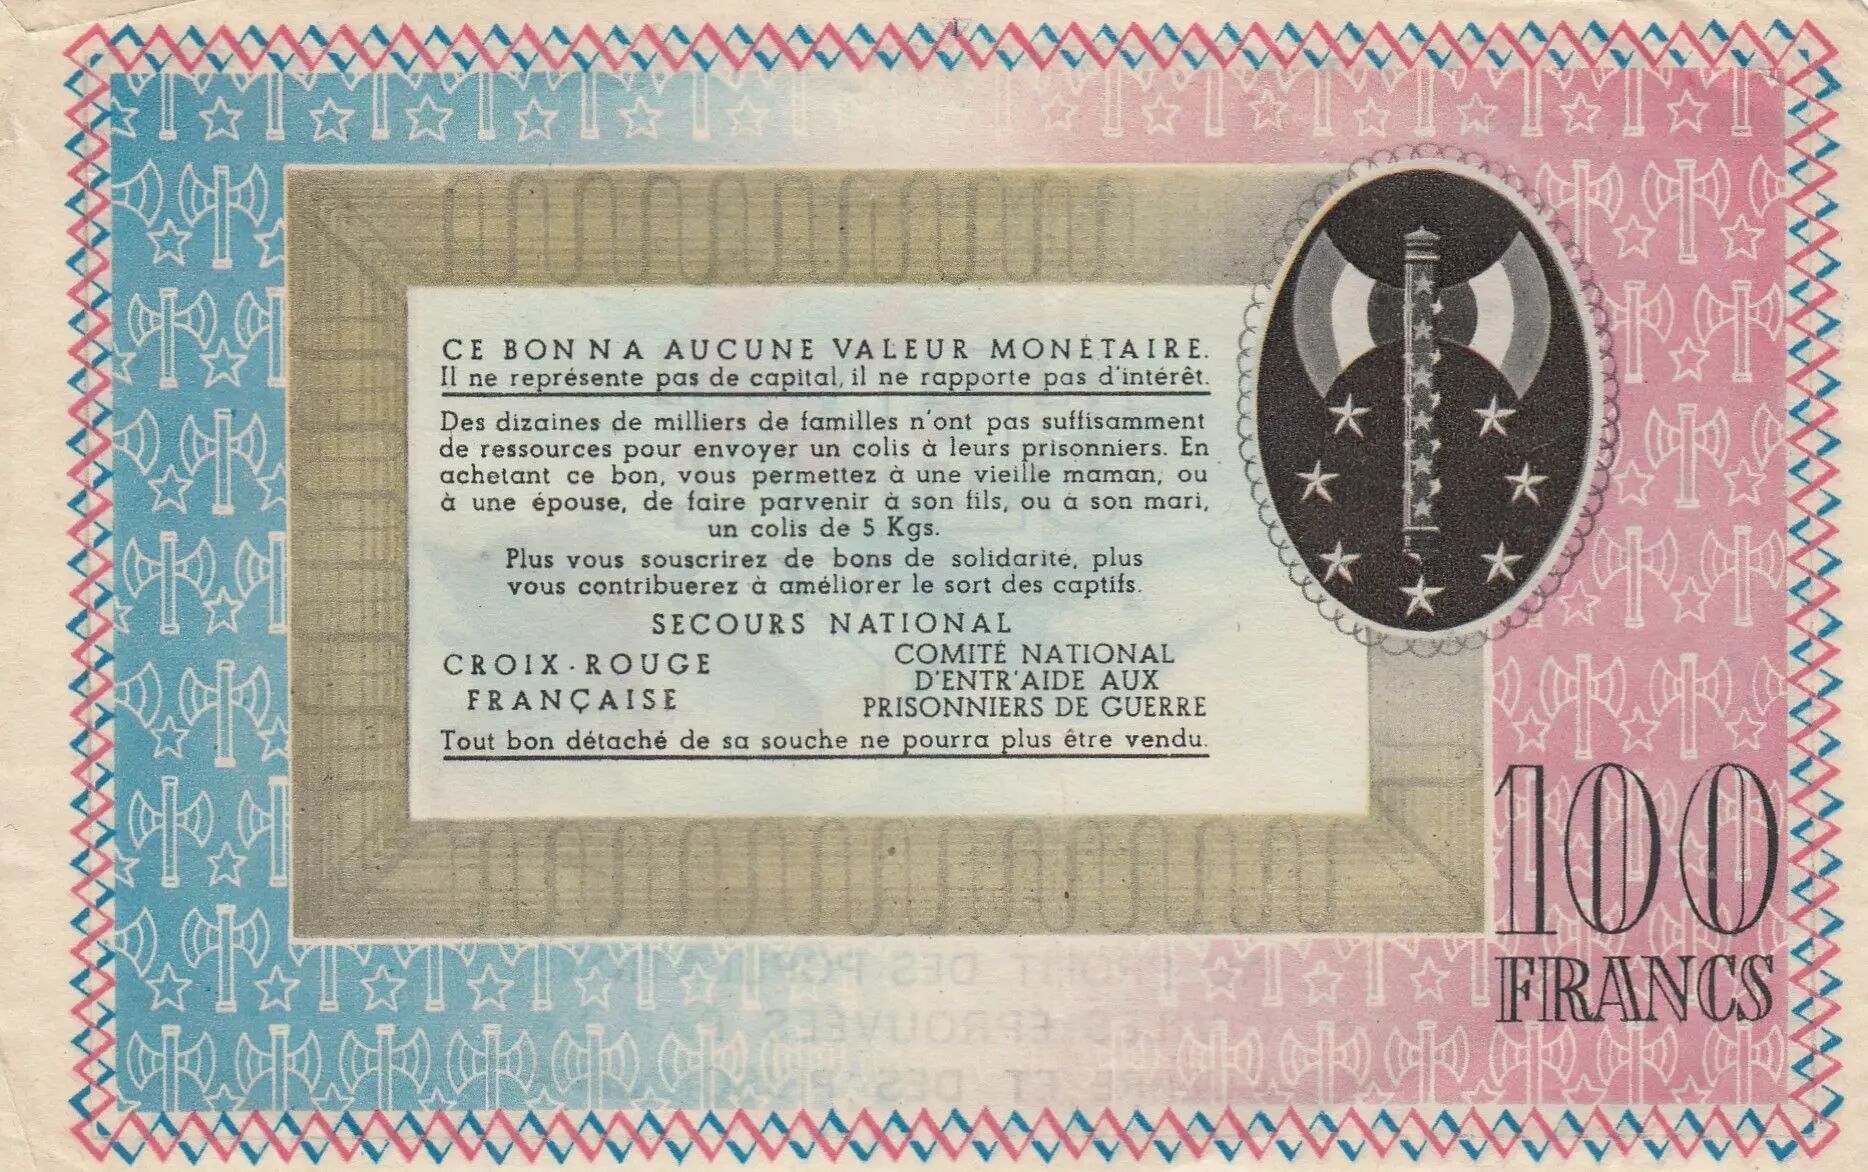 CE BON N A AUCUNE VALEUR MONÉTAIRE.
Il ne représente pas de capital, il ne rapporte pas d'intérêt.
Des dizaines de milliers de familles n'ont pas suffisamment
de ressources pour envoyer un colis à leurs prisonniers. En
achetant ce bon, vous permettez à une vieille maman, ou
à une épouse, de faire parvenir à son fils, ou à son mari,
un colis de 5 Kgs.
Plus vous souscrirez de bons de solidarité, plus
vous contribuerez à améliorer le sort des captifs.
SECOURS NATIONAL
CROIX-ROUGE
FRANÇAISE
COMITÉ NATIONAL
D'ENTR'AIDE AUX
PRISONNIERS DE GUERRE
Tout bon détaché de sa souche ne pourra plus être vendu.
100
FRANCS